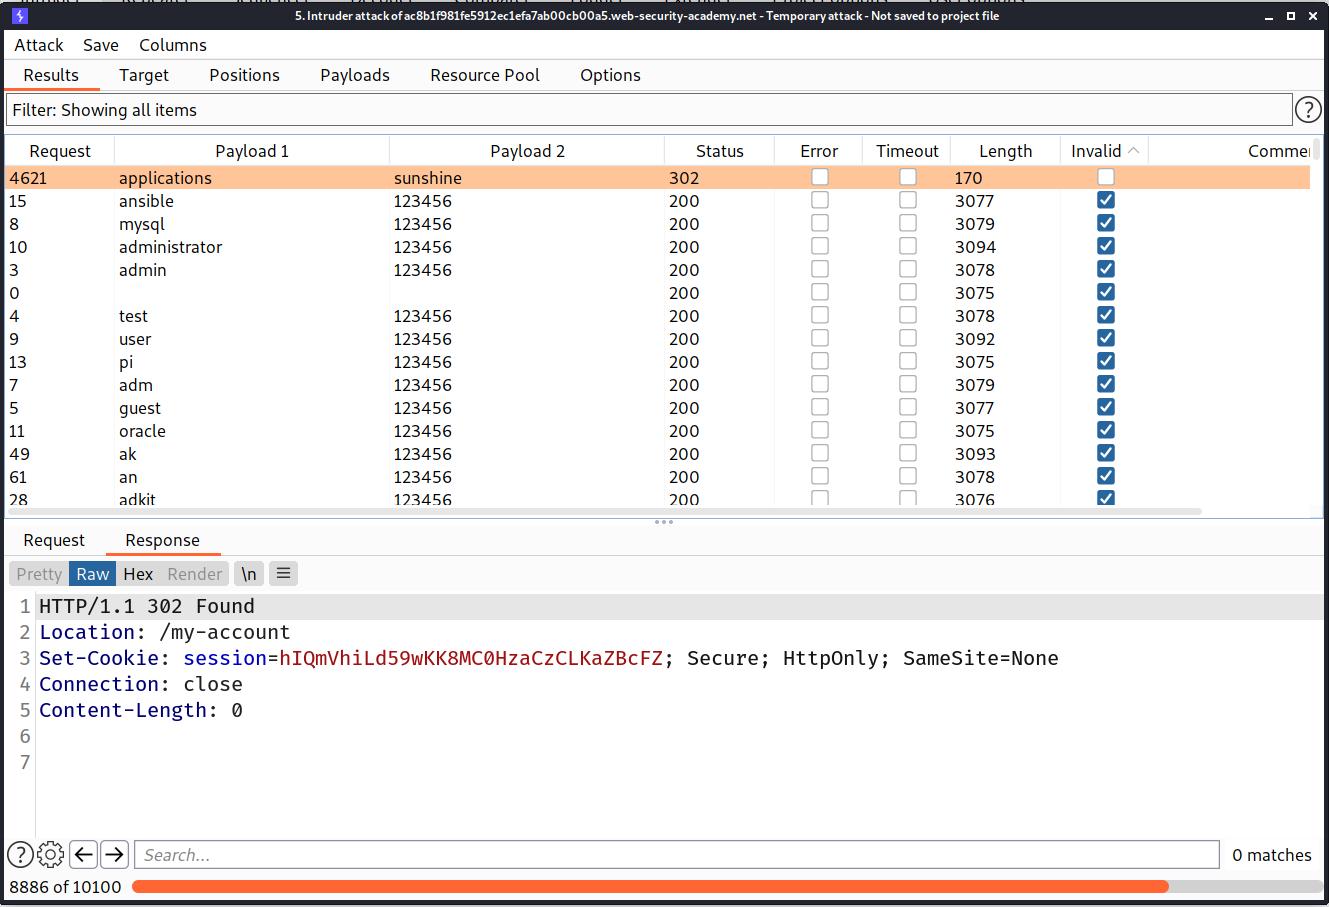 5. Intruder attack of ac8b1f981fe5912ec1efa7ab00cb00a5.web-security-academy.net - Temporary attack - Not saved to project file
Attack Save Columns
Results Target Positions Payloads Resource Pool Options
Filter: Showing all items ?
Request Payload 1 Payload 2 Status Error Timeout Length Invalid Commen
4621 applications sunshine 302 170
15 ansible 123456 200 3077
8 mysql 123456 200 3079
10 administrator 123456 200 3094
3 admin 123456 200 3078
0 200 3075
4 test 123456 200 3078
9 user 123456 200 3092
13 pi 123456 200 3075
7 adm 123456 200 3079
5 guest 123456 200 3077
11 oracle 123456 200 3075
49 ak 123456 200 3093
61 an 123456 200 3078
28 adkit 123456 200 3076
Request Response
Pretty Raw Hex Render \n
1 HTTP/1.1 302 Found
2 Location: /my-account
3 Set-Cookie: session=hIQmVhiLd59wKK8MC0HzaCzCLKaZBcFZ; Secure; HttpOnly; SameSite=None
4 Connection: close
5 Content-Length: 0
6
7
? Search... 0 matches
8886 of 10100